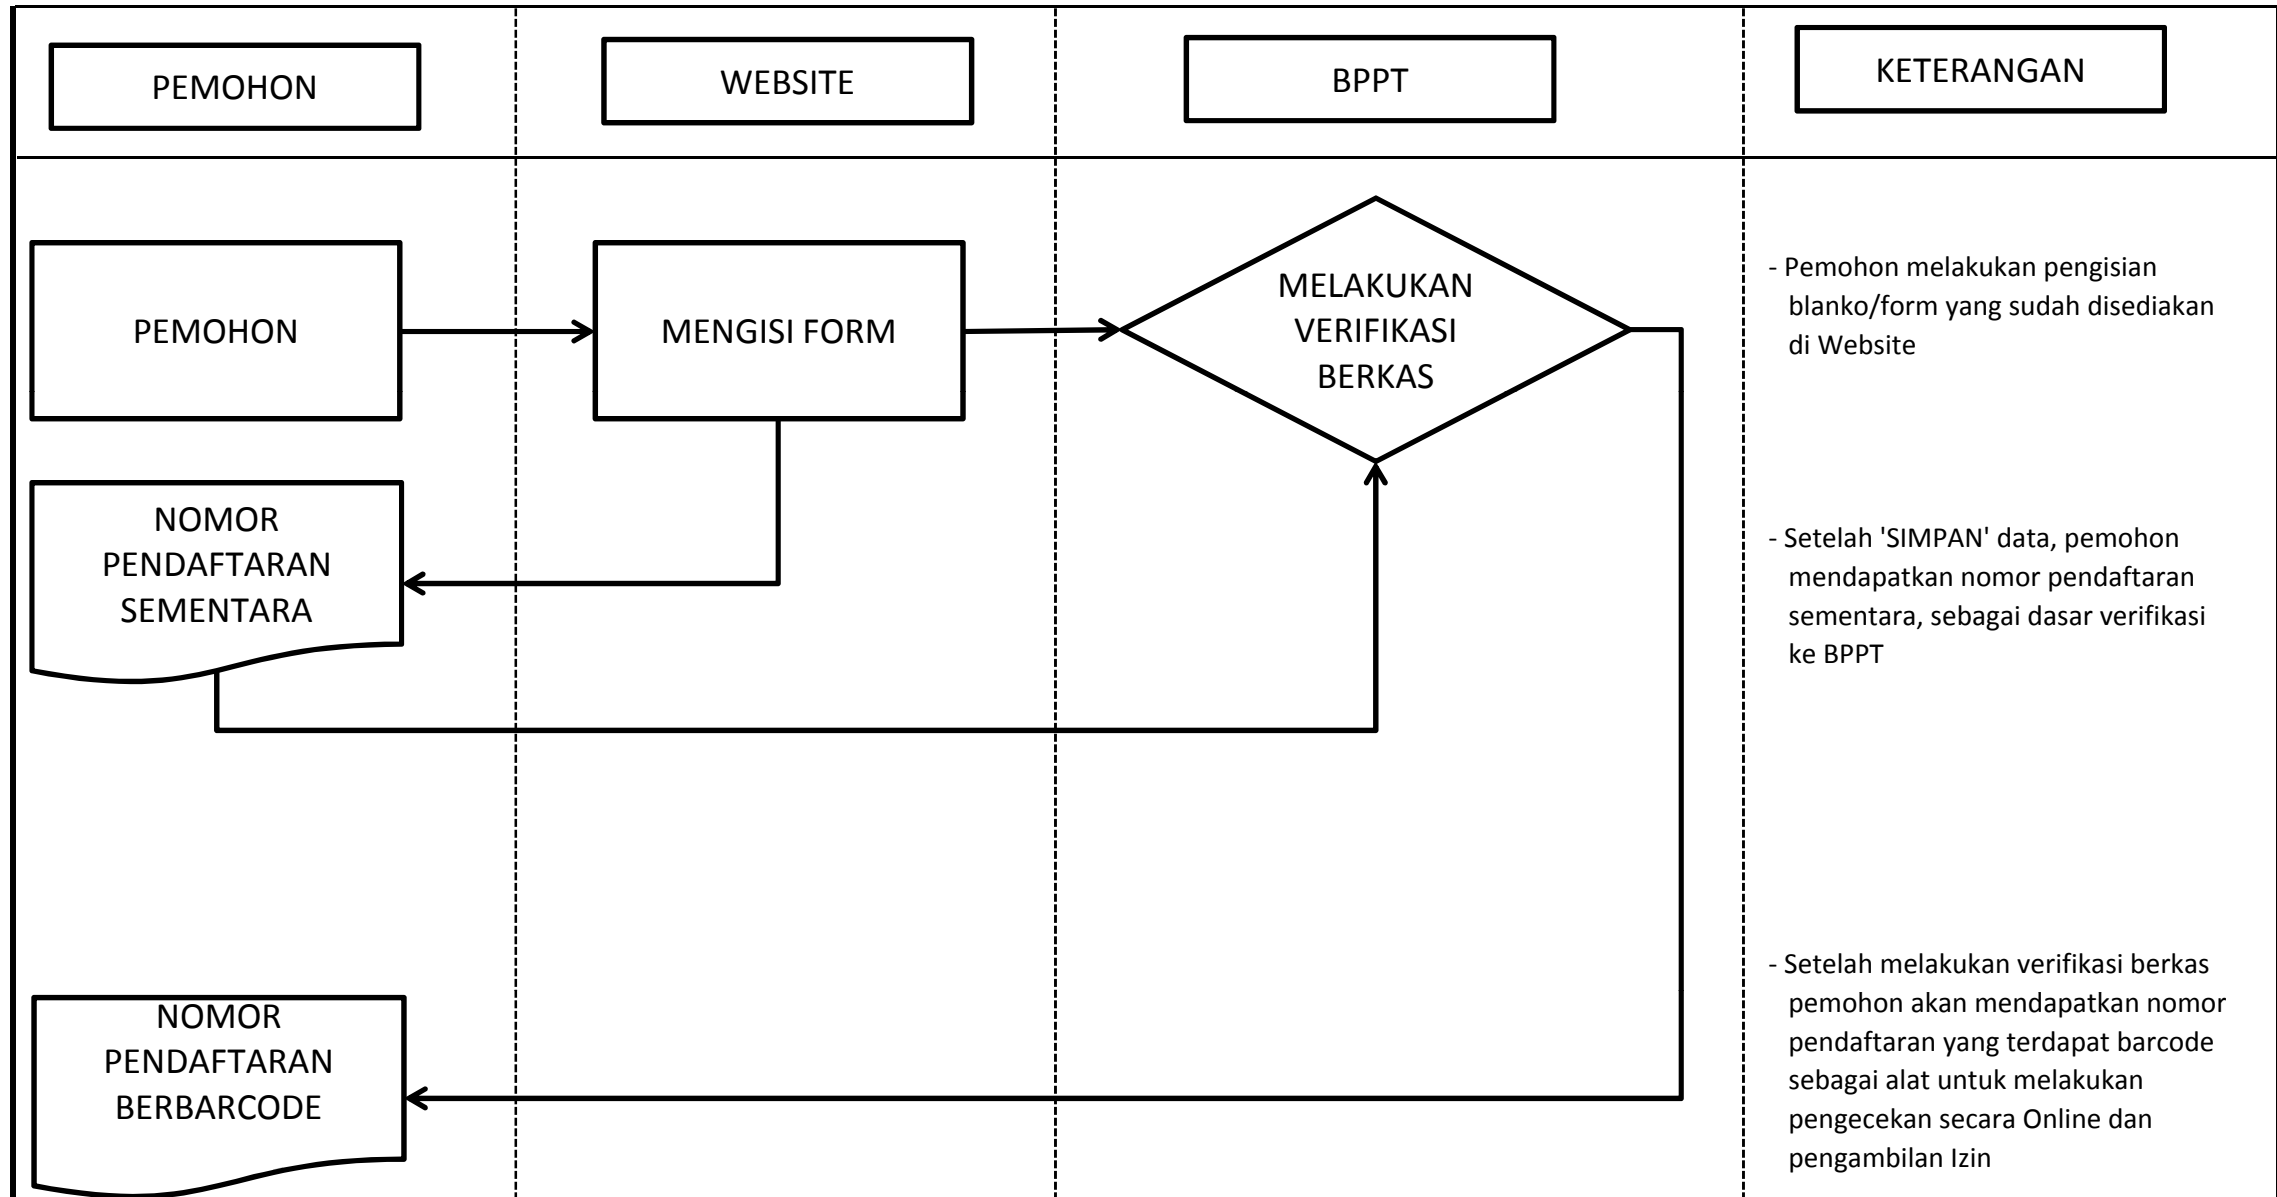 PEMOHON
WEBSITE
BPPT
KETERANGAN
PEMOHON
MENGISI FORM
MELAKUKAN
VERIFIKASI
BERKAS
- Pemohon melakukan pengisian
blanko/form yang sudah disediakan
di Website
NOMOR
PENDAFTARAN
SEMENTARA
- Setelah 'SIMPAN' data, pemohon
mendapatkan nomor pendaftaran
sementara, sebagai dasar verifikasi
ke BPPT
NOMOR
PENDAFTARAN
BERBARCODE
- Setelah melakukan verifikasi berkas
pemohon akan mendapatkan nomor
pendaftaran yang terdapat barcode
sebagai alat untuk melakukan
pengecekan secara Online dan
pengambilan Izin